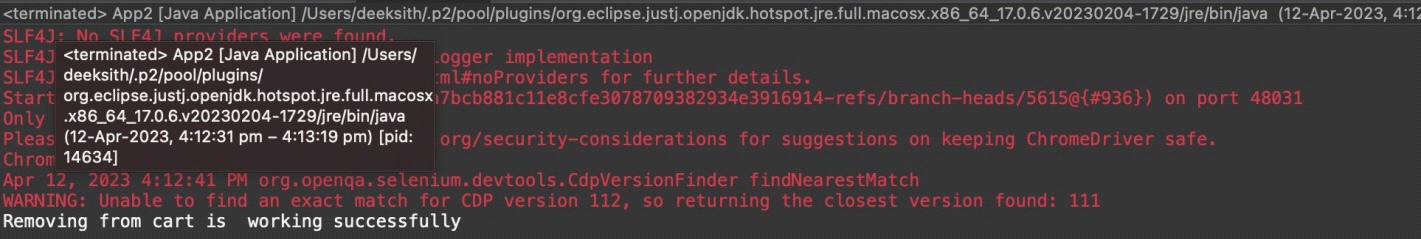 <terminated> App2 [Java Application] /Users/deeksith/.p2/pool/plugins/org.eclipse.justj.openjdk.hotspot.jre.full.macosx.x86_64_17.0.6.v20230204-1729/jre/bin/java (12-Apr-2023, 4:12
SLF4J: No SLF4J providers were found.
SLF4J
ogger implementation
SLF4J
ml#noProviders for further details.
Start
a7bcb881c11e8cfe3078709382934e3916914-refs/branch-heads/5615@{#936}) on port 48031
Only
Pleas
org/security-considerations for suggestions on keeping ChromeDriver safe.
Chrom
<terminated> App2 [Java Application] /Users/
deeksith/.p2/pool/plugins/
org.eclipse.justj.openjdk.hotspot.jre.full.macosx
.x86_64_17.0.6.v20230204-1729/jre/bin/java
(12-Apr-2023, 4:12:31 pm – 4:13:19 pm) [pid:
14634]
Apr 12, 2023 4:12:41 PM org.openqa.selenium.devtools.CdpVersionFinder findNearestMatch
WARNING: Unable to find an exact match for CDP version 112, so returning the closest version found: 111
Removing from cart is  working successfully